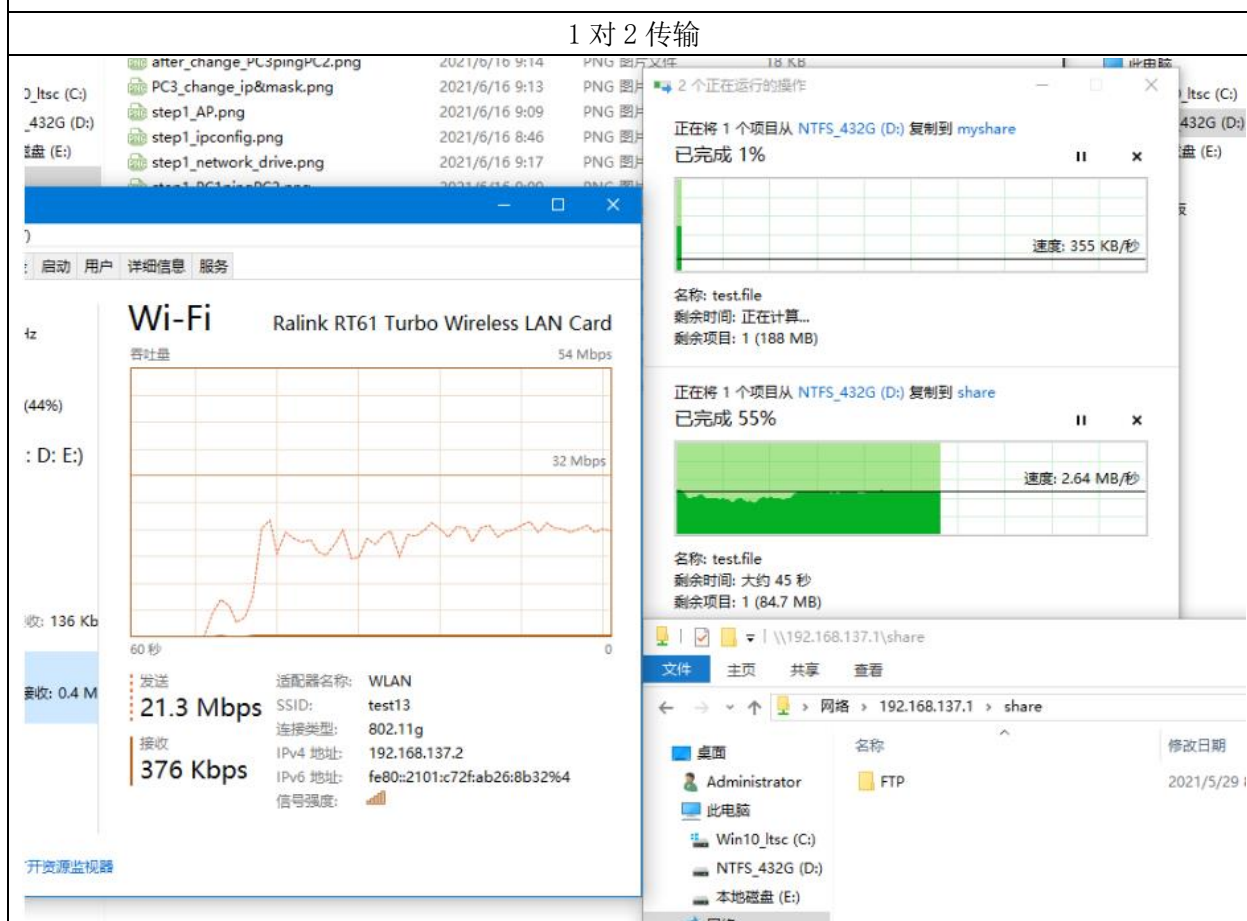 1 对 2 传输
after_change_PC3pingPC2.png 2021/6/16 9:14 PNG 图片文件 18 KB
PC3_change_ip&mask.png 2021/6/16 9:13 PNG 图片
step1_AP.png 2021/6/16 9:09 PNG 图片
step1_ipconfig.png 2021/6/16 8:46 PNG 图片
step1_network_drive.png 2021/6/16 9:17 PNG 图片
step1_PC1pingPC2.png 2021/6/16 9:09 PNG 图片
_ltsc (C:)
_432G (D:)
盘 (E:)
启动 用户 详细信息 服务
Hz
(44%)
: D: E:)
收: 136 Kb
接收: 0.4 M
Wi-Fi
Ralink RT61 Turbo Wireless LAN Card
吞吐量
54 Mbps
32 Mbps
60 秒
0
发送
21.3 Mbps
接收
376 Kbps
适配器名称: WLAN
SSID: test13
连接类型: 802.11g
IPv4 地址: 192.168.137.2
IPv6 地址: fe80::2101:c72f:ab26:8b32%4
信号强度:
开资源监视器
2 个正在运行的操作
正在将 1 个项目从 NTFS_432G (D:) 复制到 myshare
已完成 1%
速度: 355 KB/秒
名称: test.file
剩余时间: 正在计算...
剩余项目: 1 (188 MB)
正在将 1 个项目从 NTFS_432G (D:) 复制到 share
已完成 55%
速度: 2.64 MB/秒
名称: test.file
剩余时间: 大约 45 秒
剩余项目: 1 (84.7 MB)
此电脑
_ltsc (C:)
432G (D:)
盘 (E:)
\\192.168.137.1\share
文件 主页 共享 查看
网络 › 192.168.137.1 › share
名称
修改日期
桌面
Administrator
此电脑
Win10_ltsc (C:)
NTFS_432G (D:)
本地磁盘 (E:)
网络
FTP
2021/5/29